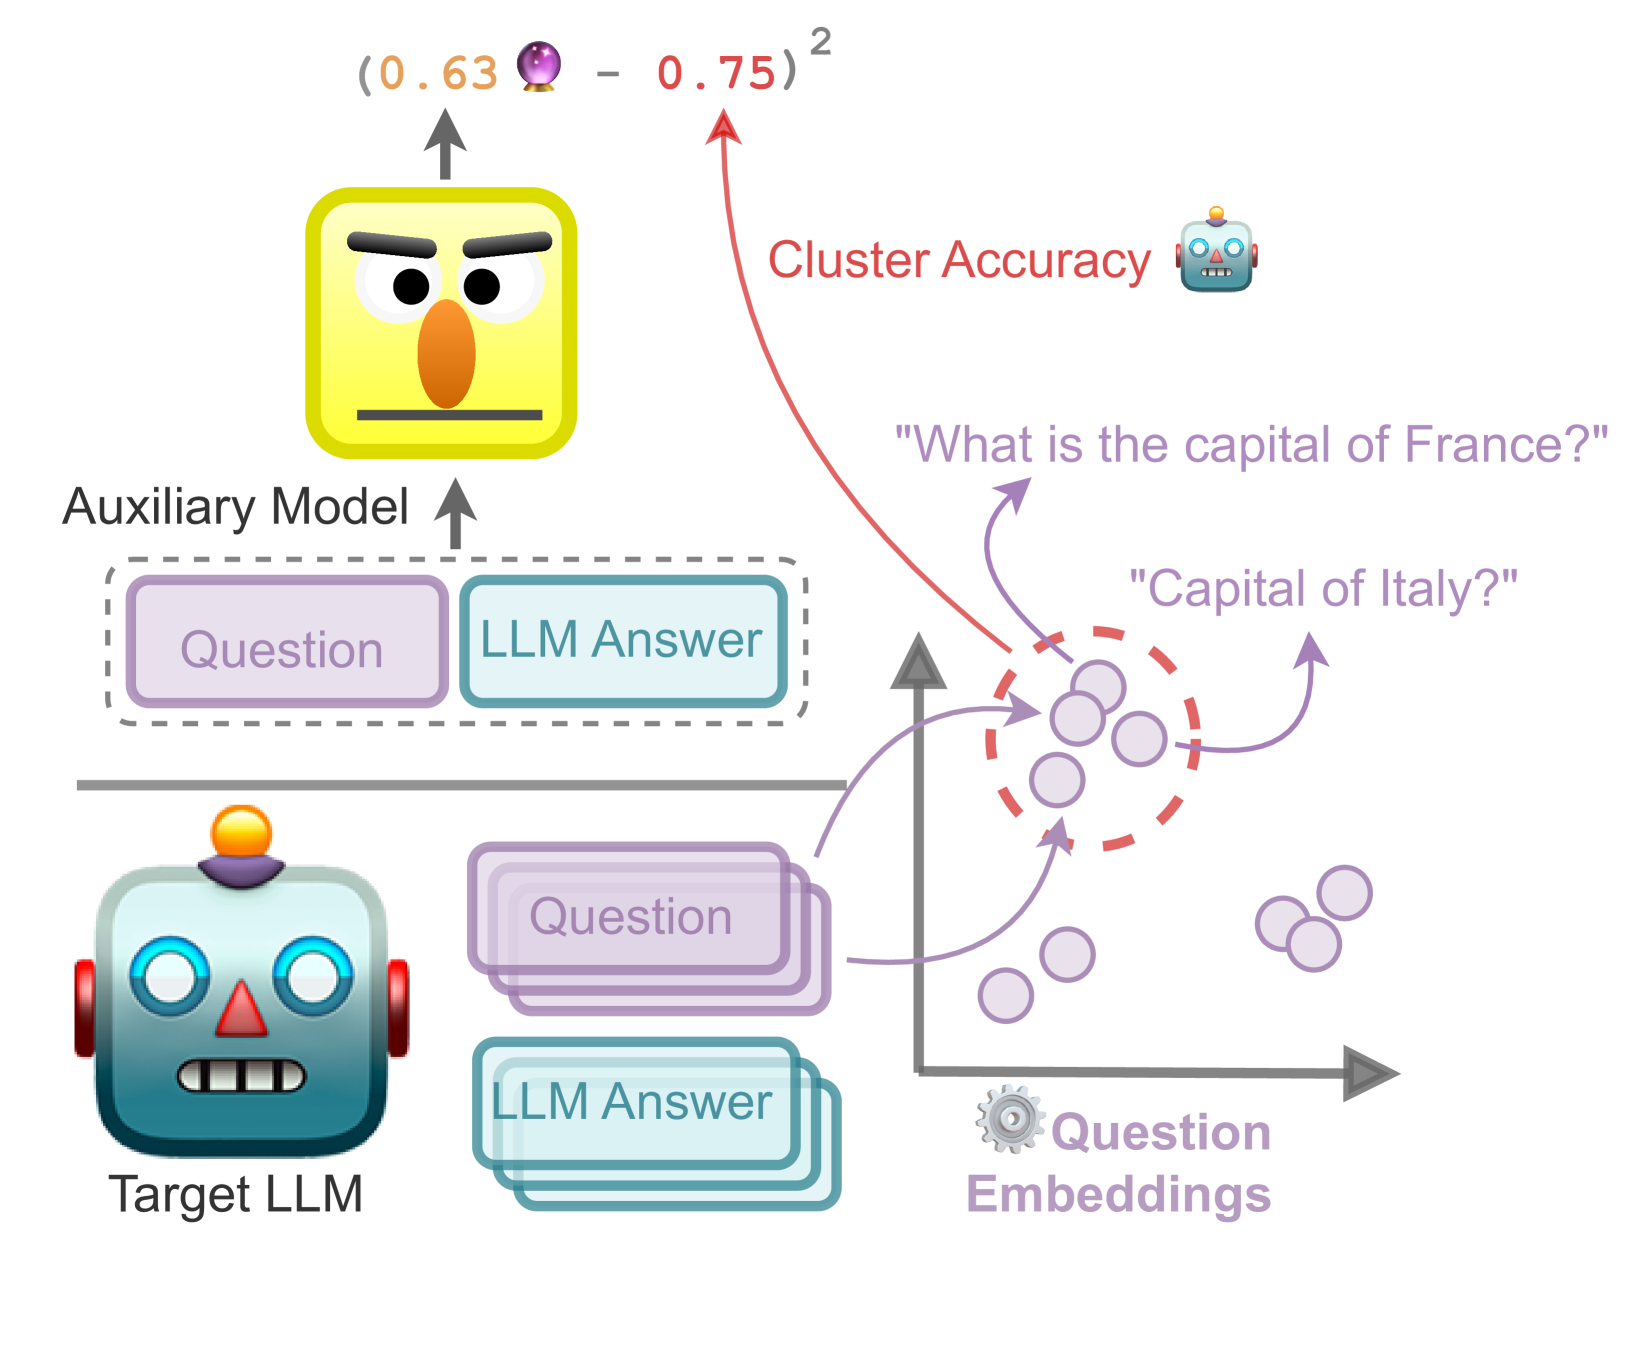 (0.63 - 0.75)²
Cluster Accuracy
"What is the capital of France?"
Auxiliary Model
"Capital of Italy?"
Question
LLM Answer
Question
LLM Answer
Question
Embeddings
Target LLM